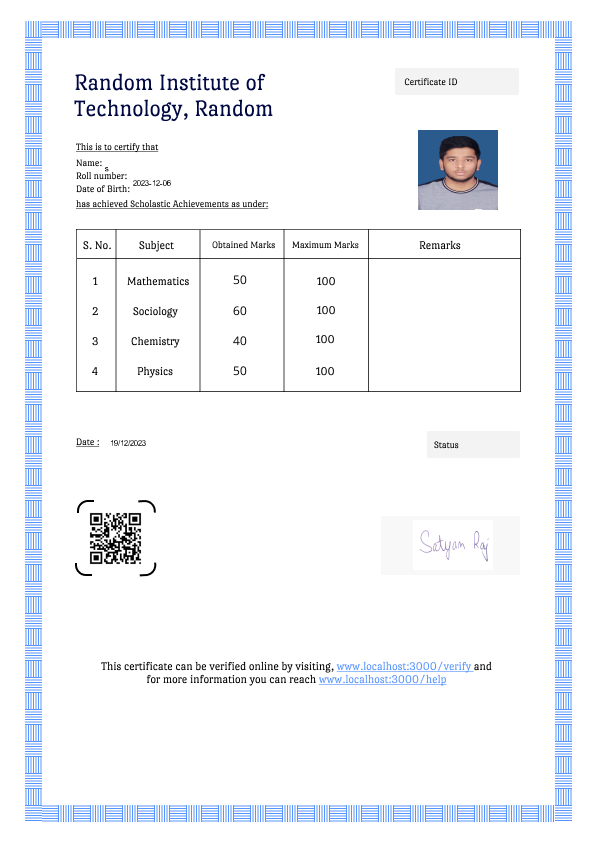 Random Institute of
Technology, Random
Certificate ID
This is to certify that
Name: s
Roll number:
Date of Birth: 2023-12-06
has achieved Scholastic Achievements as under:
S. No. Subject Obtained Marks Maximum Marks Remarks
1 Mathematics 50 100
2 Sociology 60 100
3 Chemistry 40 100
4 Physics 50 100
Date : 19/12/2023
Status
Satyam Raj
This certificate can be verified online by visiting, www.localhost:3000/verify and
for more information you can reach www.localhost:3000/help